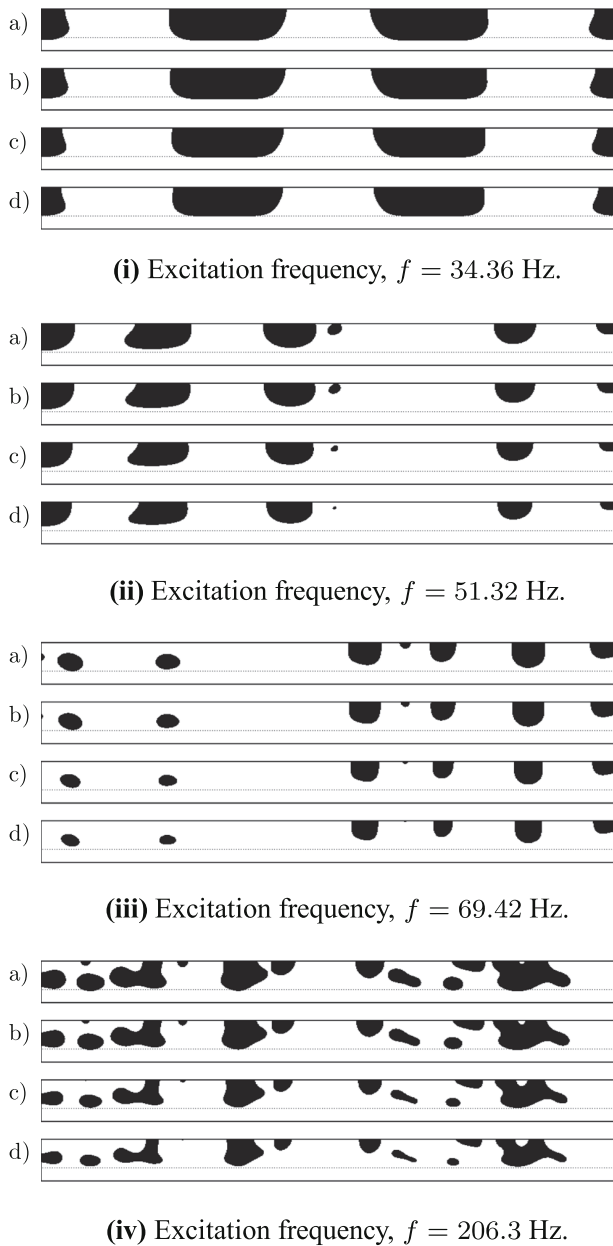 a)
b)
c)
d)
(i) Excitation frequency, f = 34.36 Hz.
a)
b)
c)
d)
(ii) Excitation frequency, f = 51.32 Hz.
a)
b)
c)
d)
(iii) Excitation frequency, f = 69.42 Hz.
a)
b)
c)
d)
(iv) Excitation frequency, f = 206.3 Hz.